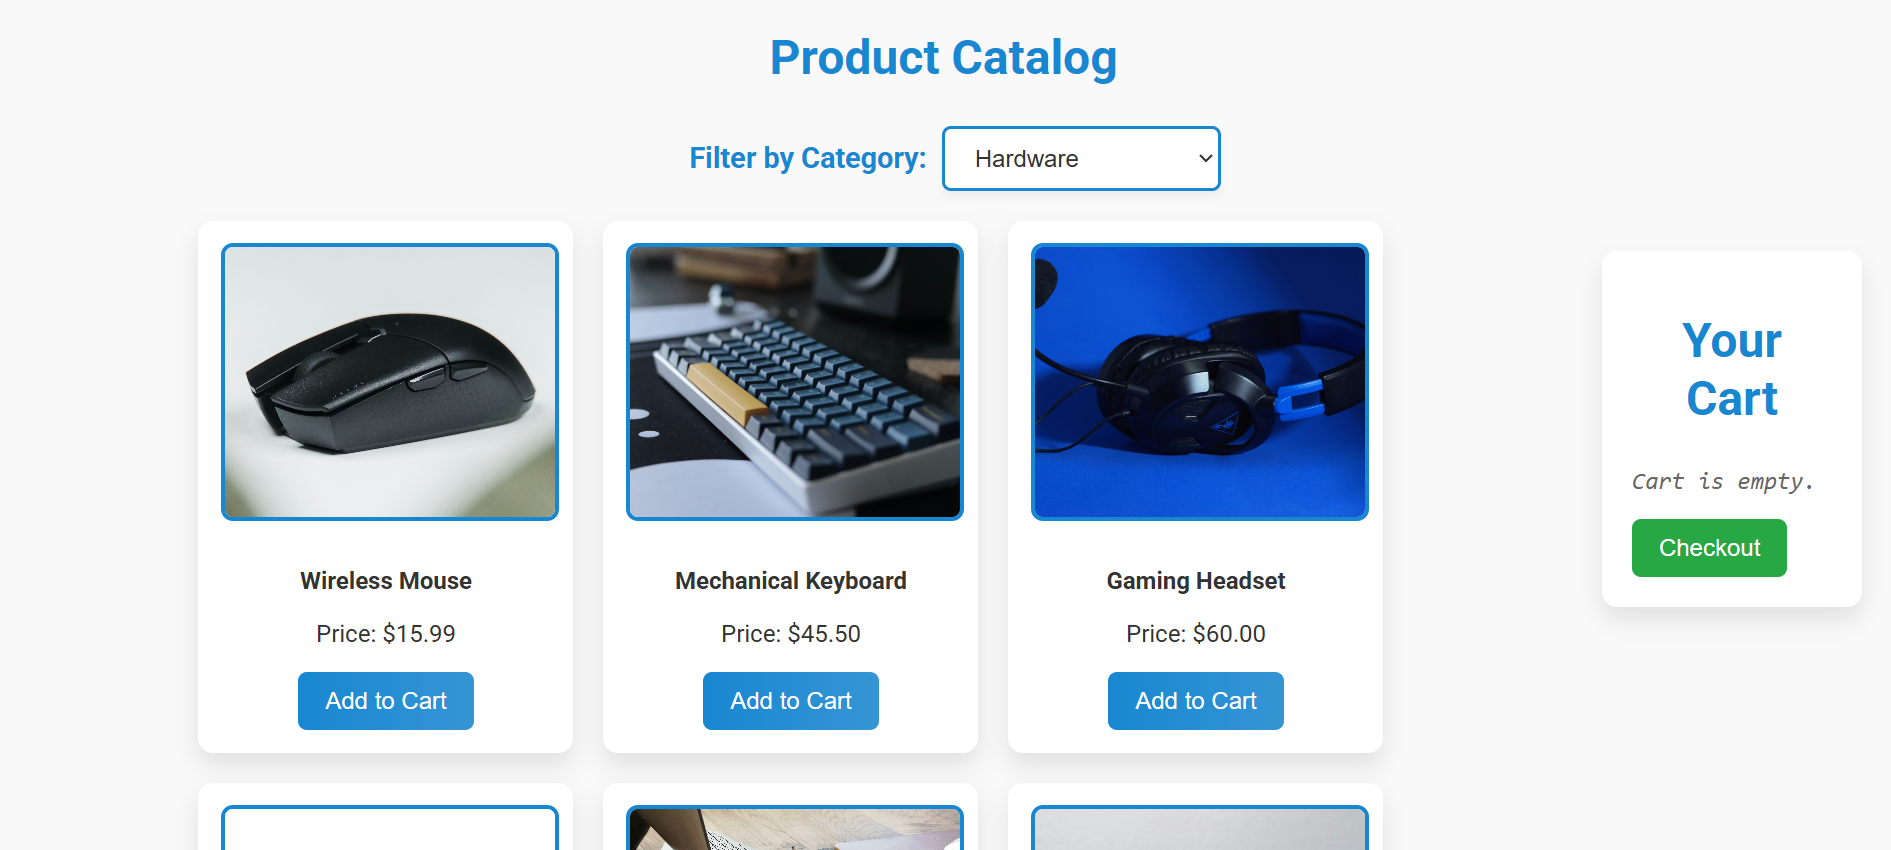 Product Catalog
Filter by Category: Hardware
Wireless Mouse
Price: $15.99
Add to Cart
Mechanical Keyboard
Price: $45.50
Add to Cart
Gaming Headset
Price: $60.00
Add to Cart
Your
Cart
Cart is empty.
Checkout